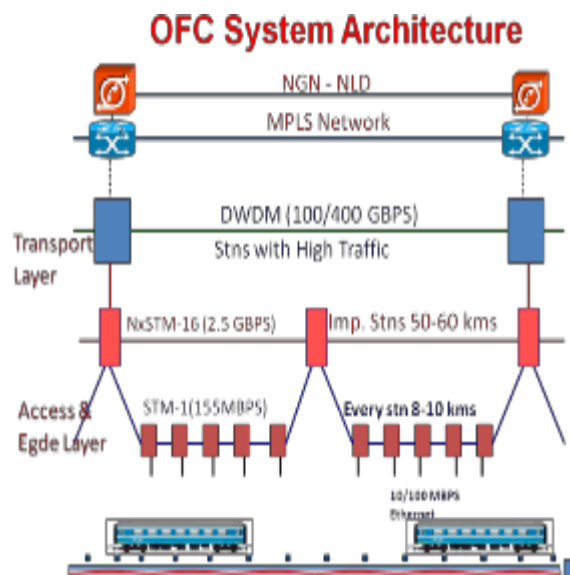 OFC System Architecture
NGN - NLD
MPLS Network
DWDM (100/400 GBPS)
Stns with High Traffic
Transport
Layer
NxSTM-16 (2.5 GBPS)
Imp. Stns 50-60 kms
Access &
Egde Layer
STM-1(155MBPS)
Every stn 8-10 kms
10/100 MBPS
Ethernet